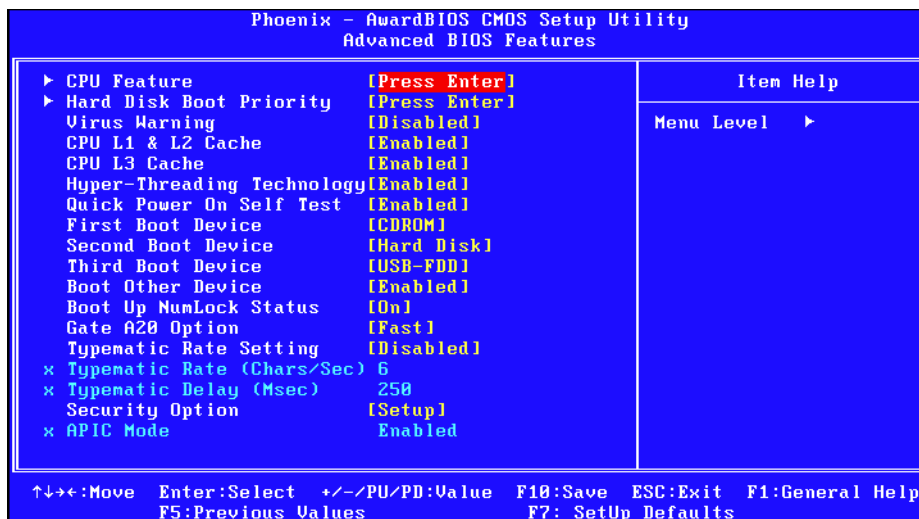 Phoenix - AwardBIOS CMOS Setup Utility
Advanced BIOS Features
► CPU Feature [Press Enter]
► Hard Disk Boot Priority [Press Enter]
Virus Warning [Disabled]
CPU L1 & L2 Cache [Enabled]
CPU L3 Cache [Enabled]
Hyper-Threading Technology[Enabled]
Quick Power On Self Test [Enabled]
First Boot Device [CDROM]
Second Boot Device [Hard Disk]
Third Boot Device [USB-FDD]
Boot Other Device [Enabled]
Boot Up NumLock Status [On]
Gate A20 Option [Fast]
Typematic Rate Setting [Disabled]
x Typematic Rate (Chars/Sec) 6
x Typematic Delay (Msec) 250
Security Option [Setup]
x APIC Mode Enabled
Item Help
Menu Level ►
↑↓→←:Move Enter:Select +/-/PU/PD:Value F10:Save ESC:Exit F1:General Help
F5:Previous Values F7: SetUp Defaults